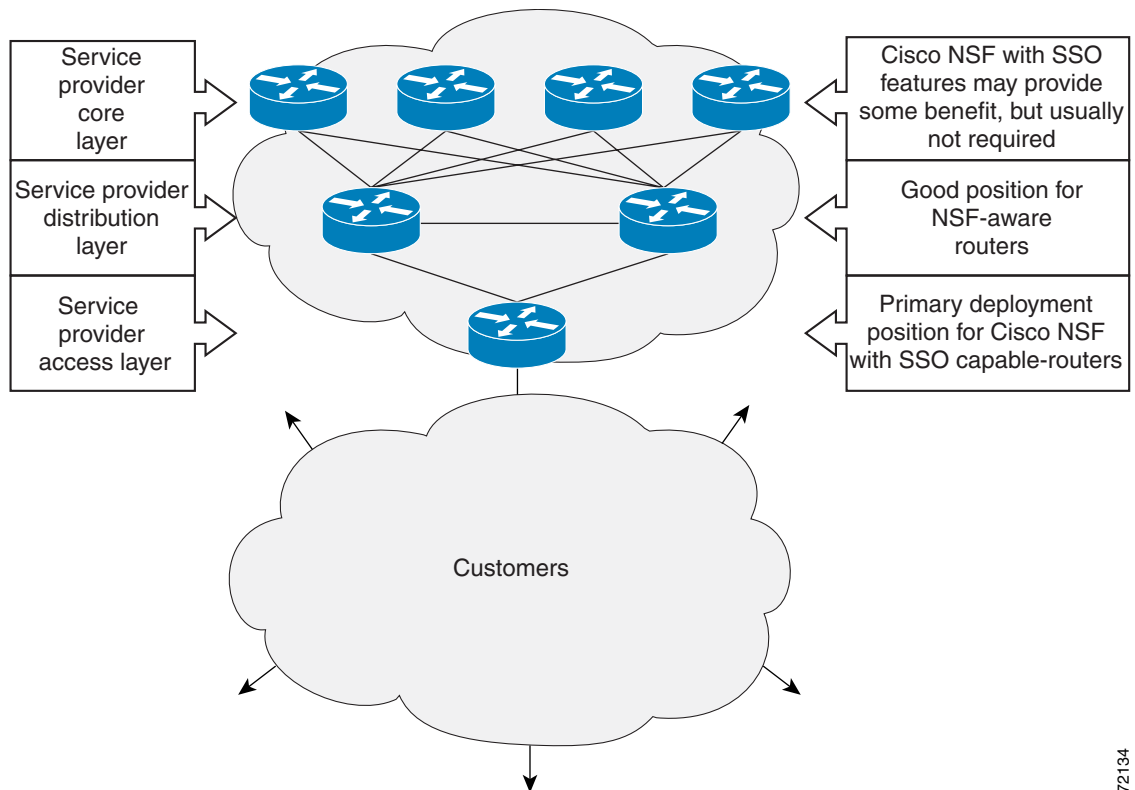 Service
provider
core
layer
Cisco NSF with SSO
features may provide
some benefit, but usually
not required
Service provider
distribution
layer
Good position for
NSF-aware
routers
Service
provider
access layer
Primary deployment
position for Cisco NSF
with SSO capable-routers
Customers
72134